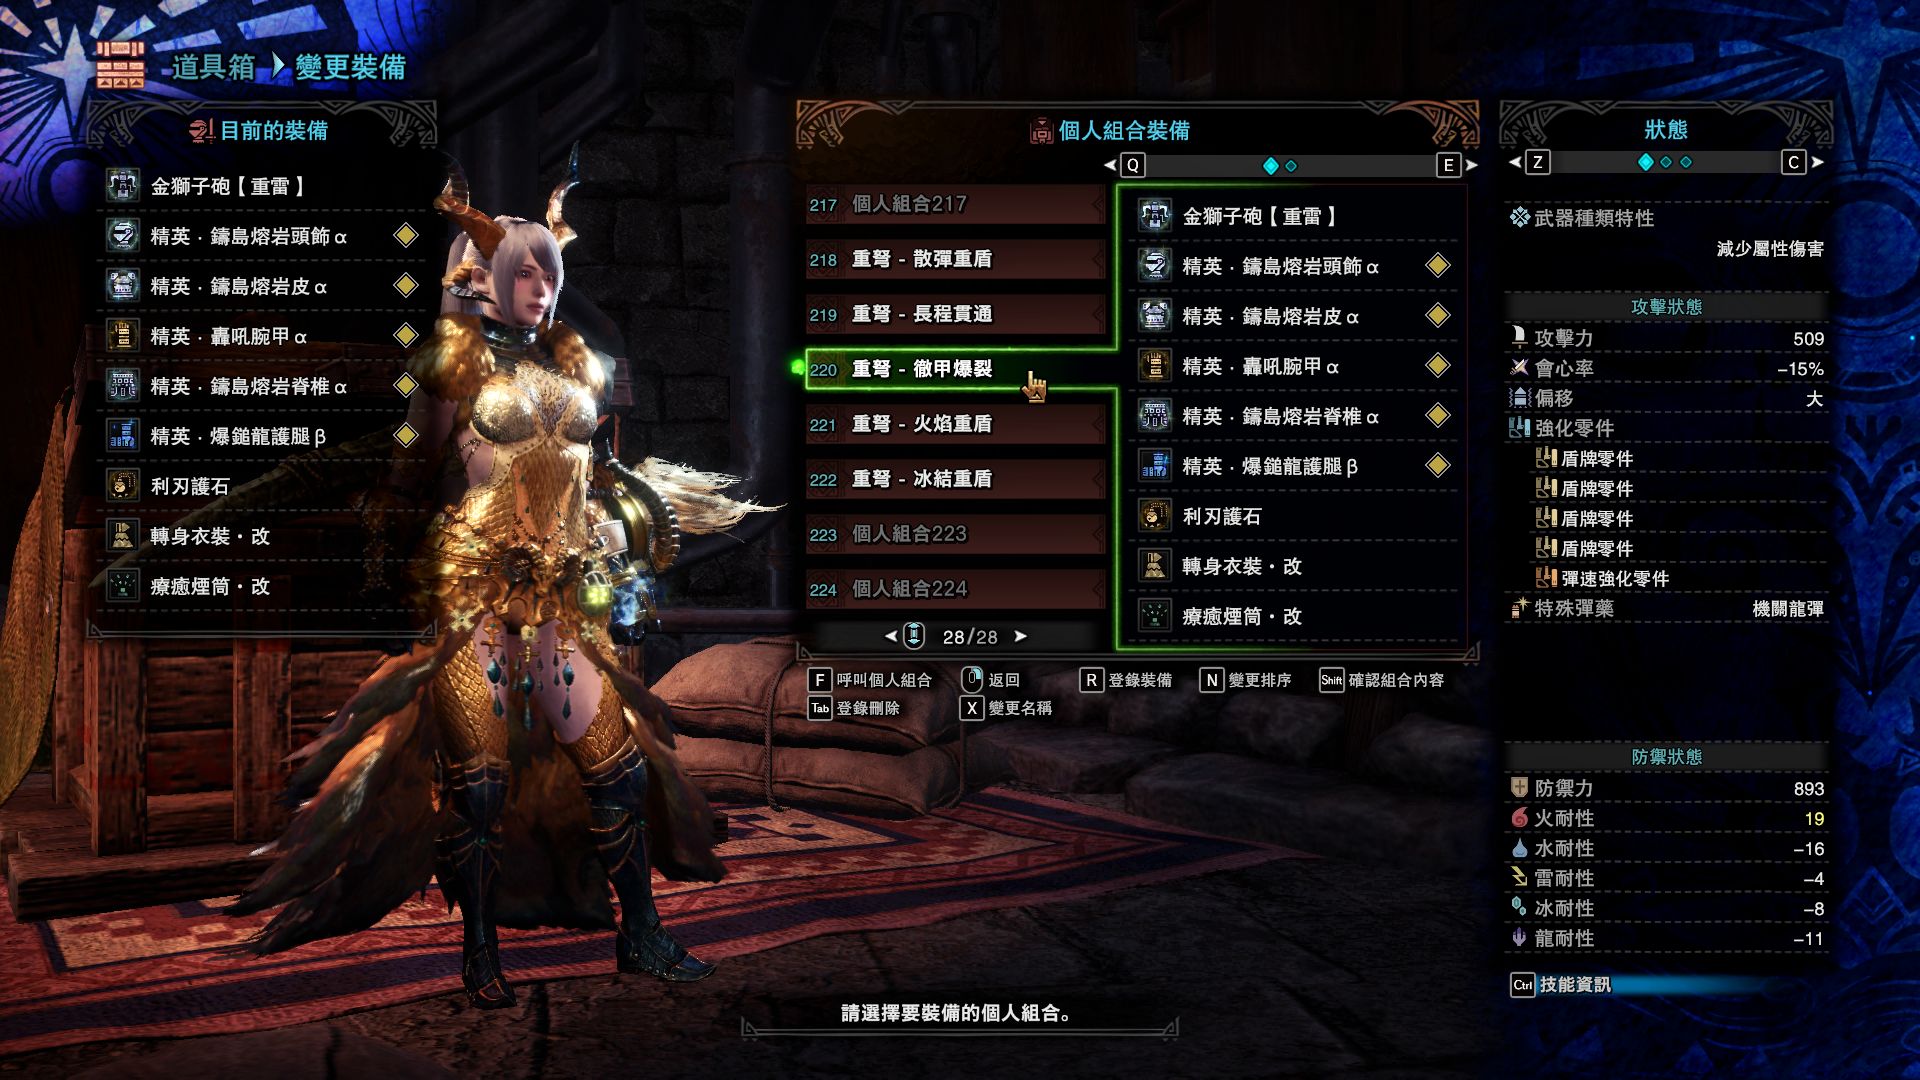 道具箱 變更裝備
目前的裝備
金獅子砲【重雷】
精英．鑄島熔岩頭飾α
精英．鑄島熔岩皮α
精英．轟吼腕甲α
精英．鑄島熔岩脊椎α
精英．爆鎚龍護腿β
利刃護石
轉身衣裝・改
療癒煙筒・改
個人組合裝備
Q E
217 個人組合217
218 重弩 - 散彈重盾
219 重弩 - 長程貫通
220 重弩 - 徹甲爆裂
221 重弩 - 火焰重盾
222 重弩 - 冰結重盾
223 個人組合223
224 個人組合224
28/28
金獅子砲【重雷】
精英．鑄島熔岩頭飾α
精英．鑄島熔岩皮α
精英．轟吼腕甲α
精英．鑄島熔岩脊椎α
精英．爆鎚龍護腿β
利刃護石
轉身衣裝・改
療癒煙筒・改
F 呼叫個人組合 返回 R 登錄裝備 N 變更排序 Shift 確認組合內容
Tab 登錄刪除 X 變更名稱
狀態
Z C
武器種類特性
減少屬性傷害
攻擊狀態
攻擊力 509
會心率 -15%
偏移 大
強化零件
盾牌零件
盾牌零件
盾牌零件
盾牌零件
彈速強化零件
特殊彈藥 機關龍彈
防禦狀態
防禦力 893
火耐性 19
水耐性 -16
雷耐性 -4
冰耐性 -8
龍耐性 -11
Ctrl 技能資訊
請選擇要裝備的個人組合。